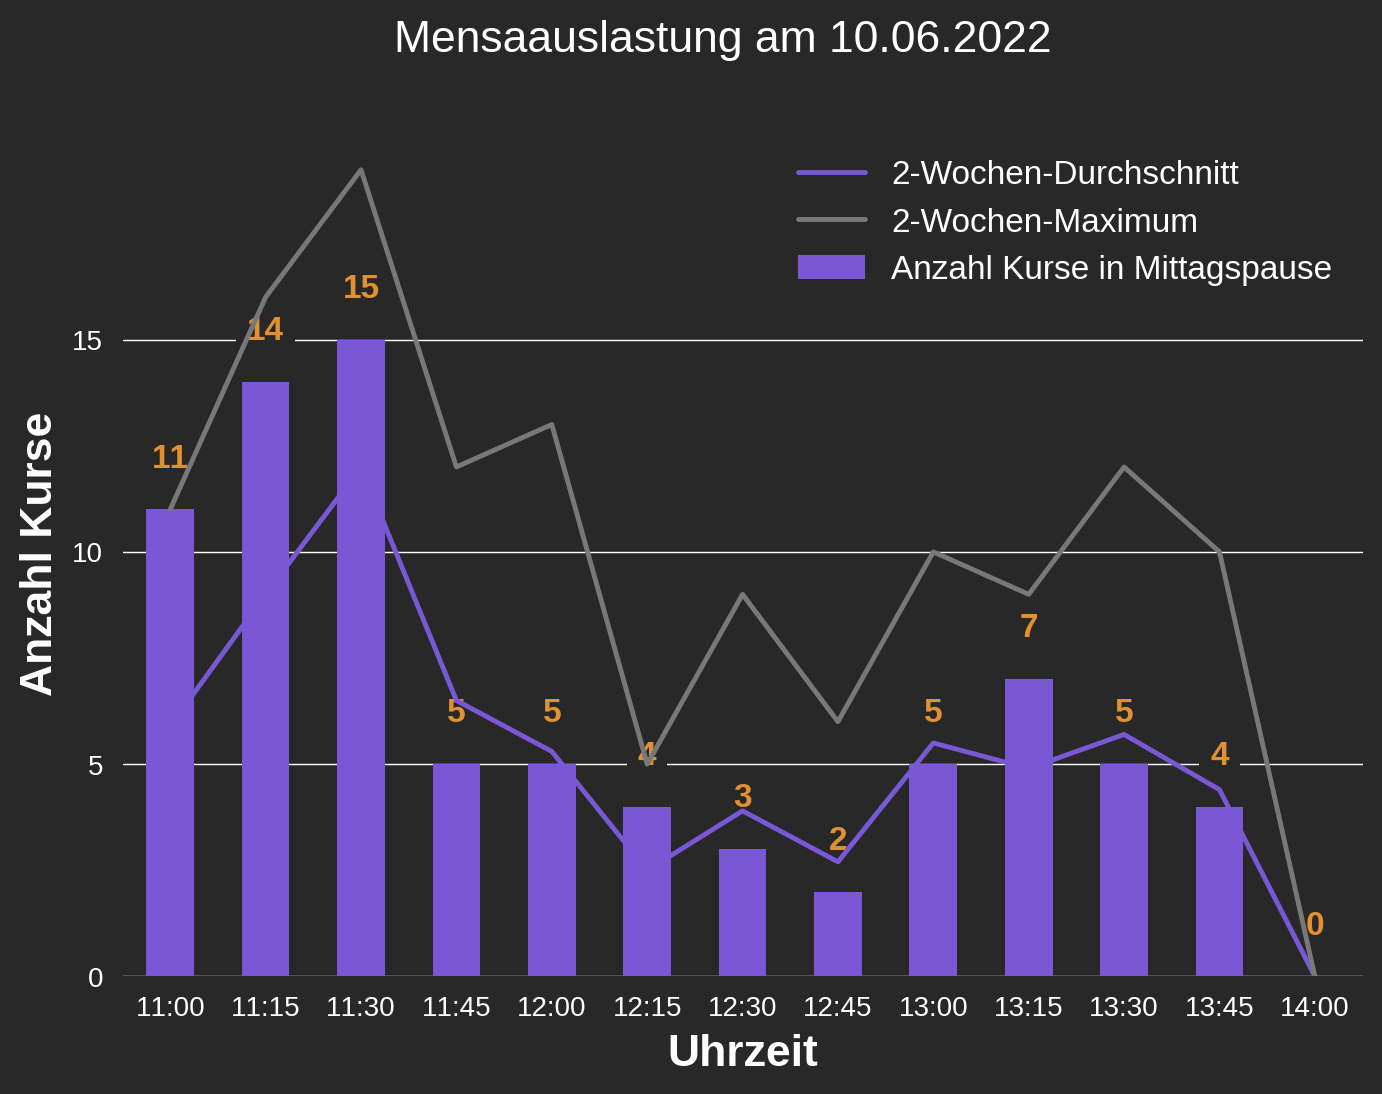 Mensaauslastung am 10.06.2022
2-Wochen-Durchschnitt
2-Wochen-Maximum
Anzahl Kurse in Mittagspause
15
14
15
11
10
7
5
5
5
5
4
4
5
3
2
0
0
Anzahl Kurse
11:00 11:15 11:30 11:45 12:00 12:15 12:30 12:45 13:00 13:15 13:30 13:45 14:00
Uhrzeit